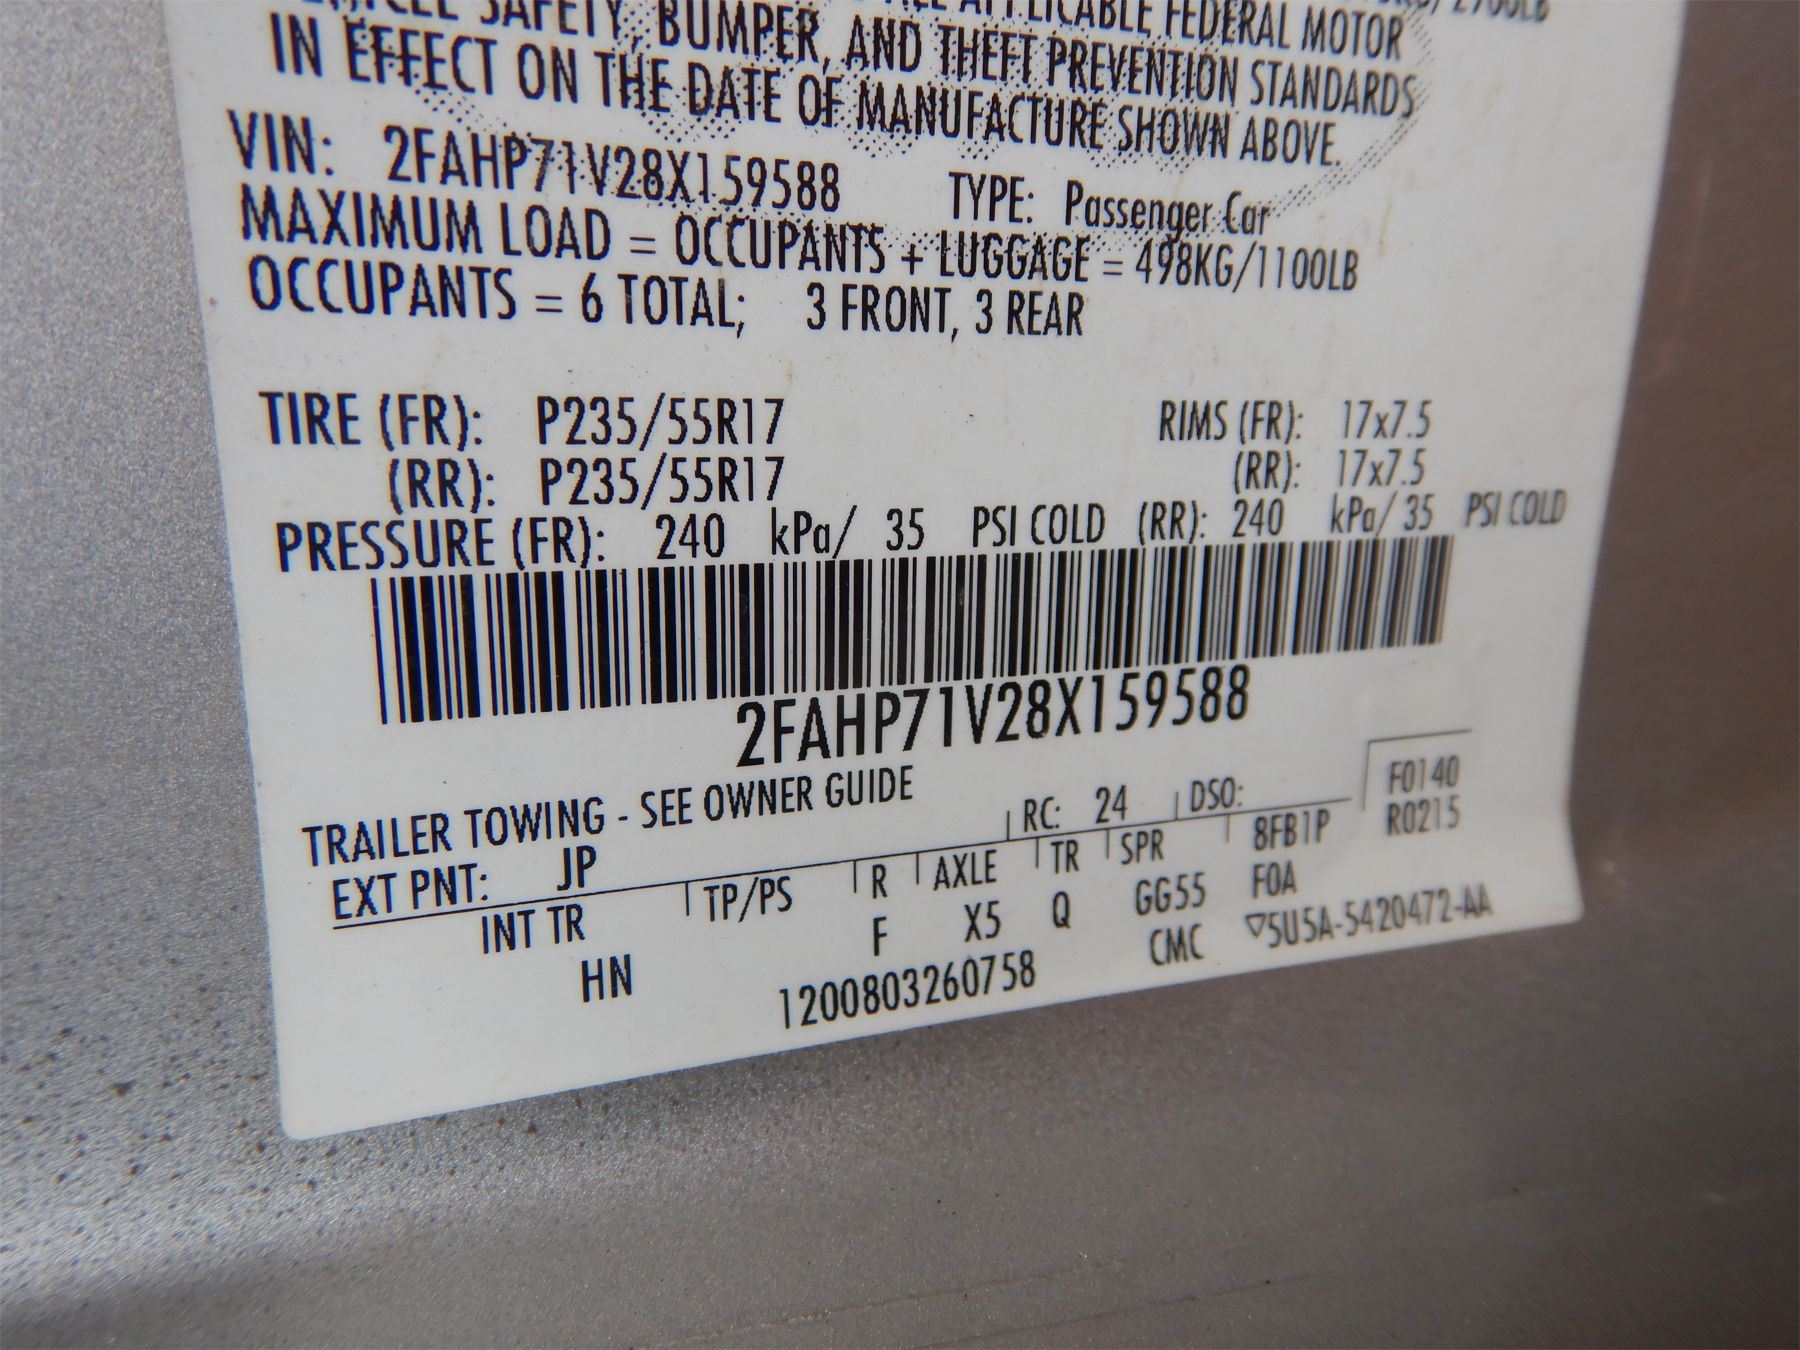 SAFETY, BUMPER, AND THEFT PREVENTION STANDARDS
APPLICABLE FEDERAL MOTOR
IN EFFECT ON THE DATE OF MANUFACTURE SHOWN ABOVE.
VIN: 2FAHP71V28X159588 TYPE: Passenger Car
MAXIMUM LOAD = OCCUPANTS + LUGGAGE = 498KG/1100LB
OCCUPANTS = 6 TOTAL; 3 FRONT, 3 REAR
TIRE (FR): P235/55R17 RIMS (FR): 17x7.5
(RR): P235/55R17 (RR): 17x7.5
PRESSURE (FR): 240 kPa/ 35 PSI COLD (RR): 240 kPa/ 35 PSI COLD
2FAHP71V28X159588
TRAILER TOWING - SEE OWNER GUIDE
EXT PNT: JP RC: 24 DSO: F0140
INT TR TP/PS R AXLE TR SPR 8FB1P R0215
HN F X5 Q GG55 F0A
1200803260758 CMC ▽5U5A-5420472-AA